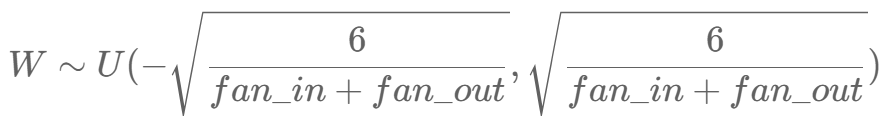 W ∼ U(−√(6/(fan_in + fan_out)), √(6/(fan_in + fan_out)))